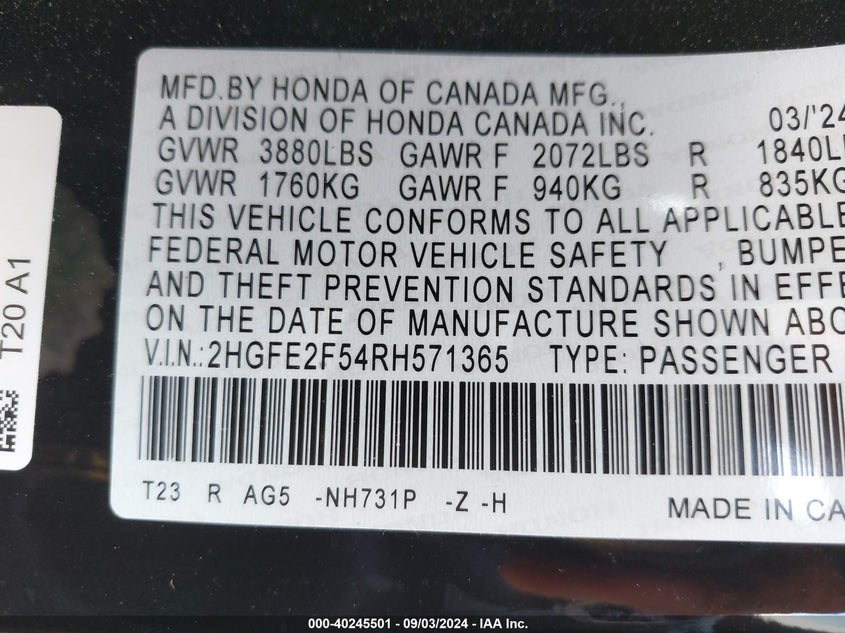 MFD.BY HONDA OF CANADA MFG.,
A DIVISION OF HONDA CANADA INC. 03/'24
GVWR 3880LBS GAWR F 2072LBS R 1840L
GVWR 1760KG GAWR F 940KG R 835KG
THIS VEHICLE CONFORMS TO ALL APPLICABLE
FEDERAL MOTOR VEHICLE SAFETY , BUMPE
AND THEFT PREVENTION STANDARDS IN EFFE
ON THE DATE OF MANUFACTURE SHOWN ABO
V.I.N.:2HGFE2F54RH571365 TYPE: PASSENGER
T23 R AG5 -NH731P -Z -H
MADE IN CA
T20 A1
000-40245501 - 09/03/2024 - IAA Inc.